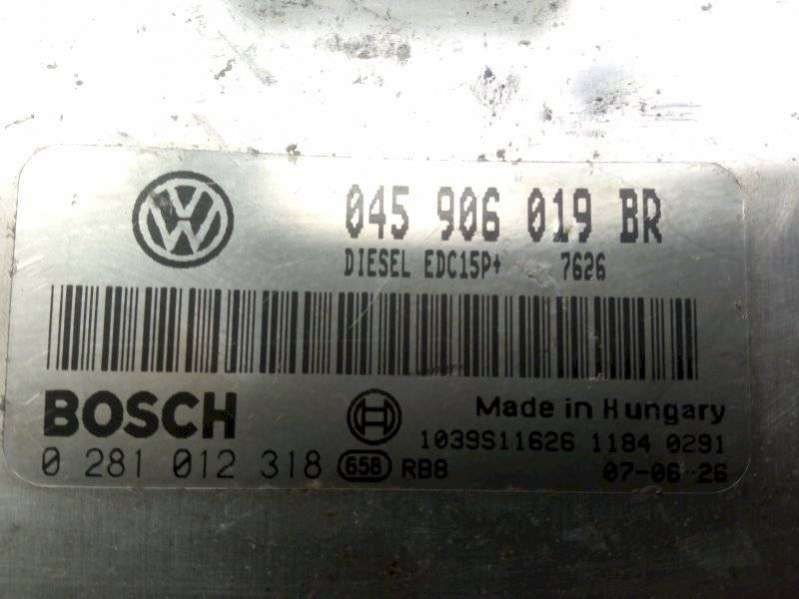 045 906 019 BR
DIESEL EDC15P+ 7626
BOSCH
Made in Hungary
1039S11626 1184 0291
0 281 012 318 658 RB8 07-06-26